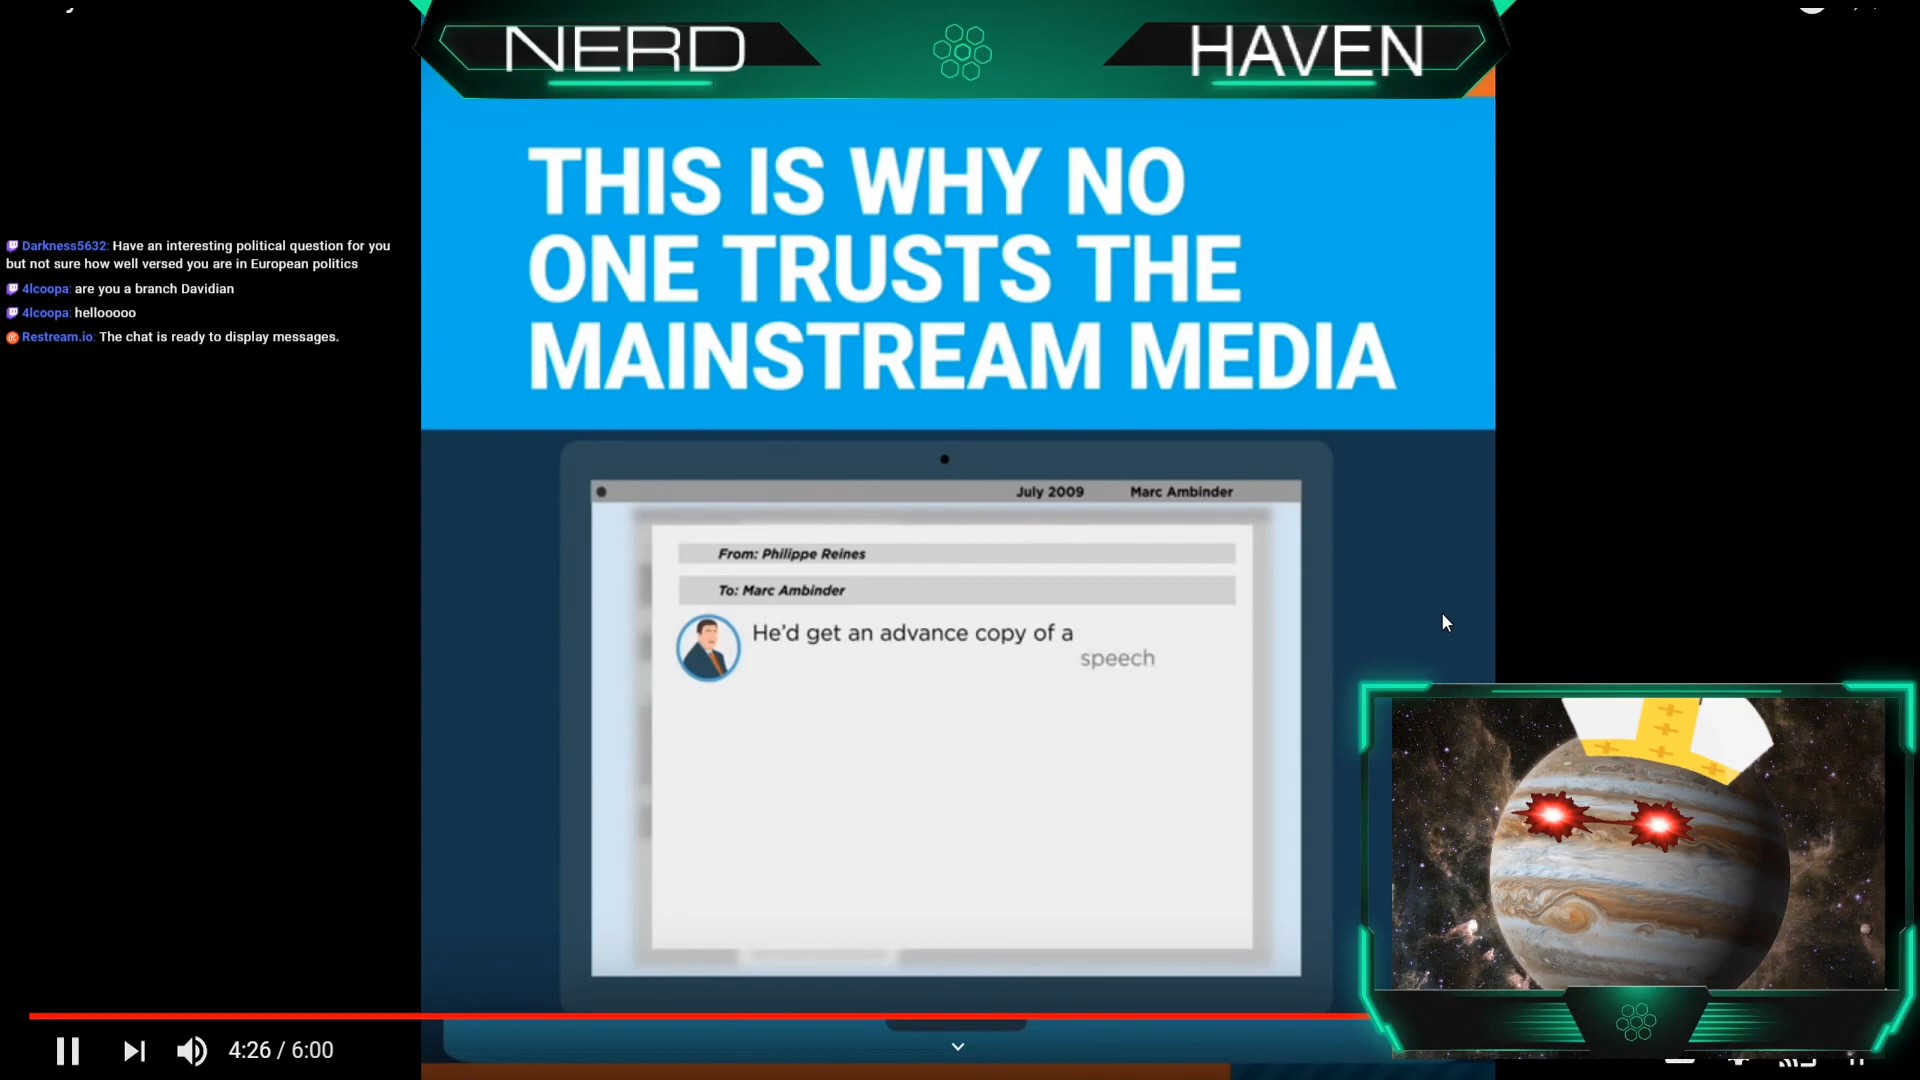 NERD HAVEN
THIS IS WHY NO
ONE TRUSTS THE
MAINSTREAM MEDIA
Darkness5632: Have an interesting political question for you
but not sure how well versed you are in European politics
4lcoopa: are you a branch Davidian
4lcoopa: hellooooo
Restream.io: The chat is ready to display messages.
July 2009 Marc Ambinder
From: Philippe Reines
To: Marc Ambinder
He'd get an advance copy of a
speech
4:26 / 6:00